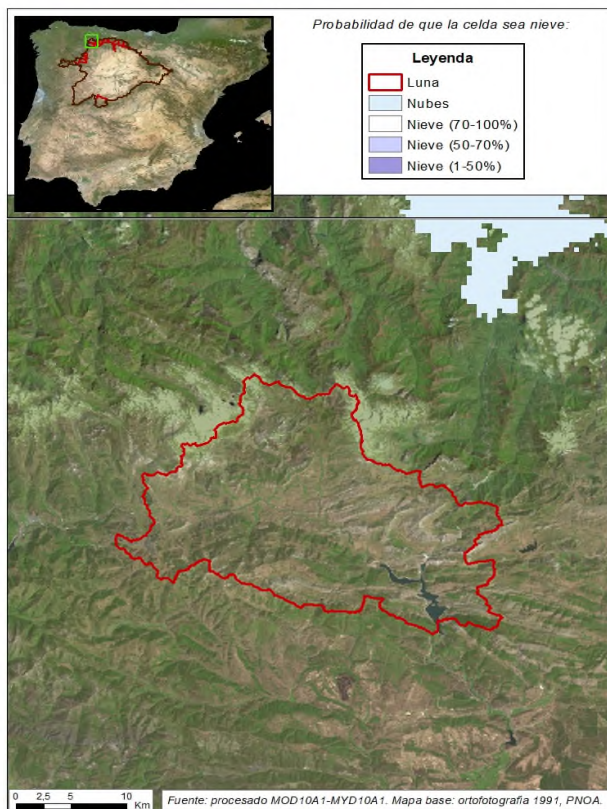 Probabilidad de que la celda sea nieve:
Leyenda
Luna
Nubes
Nieve (70-100%)
Nieve (50-70%)
Nieve (1-50%)
0 2,5 5 10
Km
Fuente: procesado MOD10A1-MYD10A1. Mapa base: ortofotografia 1991, PNOA